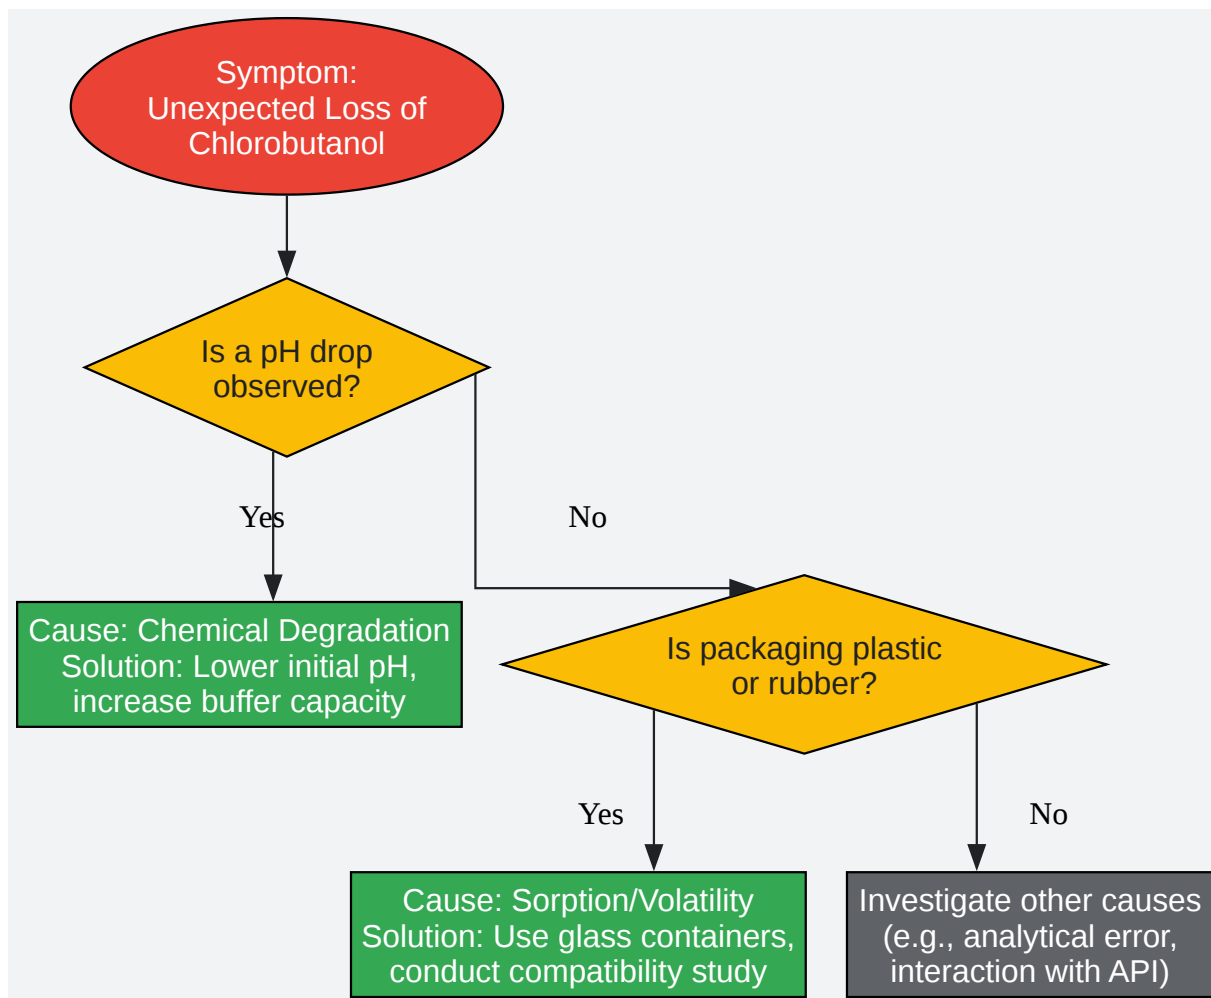 Symptom:
Unexpected Loss of
Chlorobutanol
Is a pH drop
observed?
Yes
No
Cause: Chemical Degradation
Solution: Lower initial pH,
increase buffer capacity
Is packaging plastic
or rubber?
Yes
No
Cause: Sorption/Volatility
Solution: Use glass containers,
conduct compatibility study
Investigate other causes
(e.g., analytical error,
interaction with API)